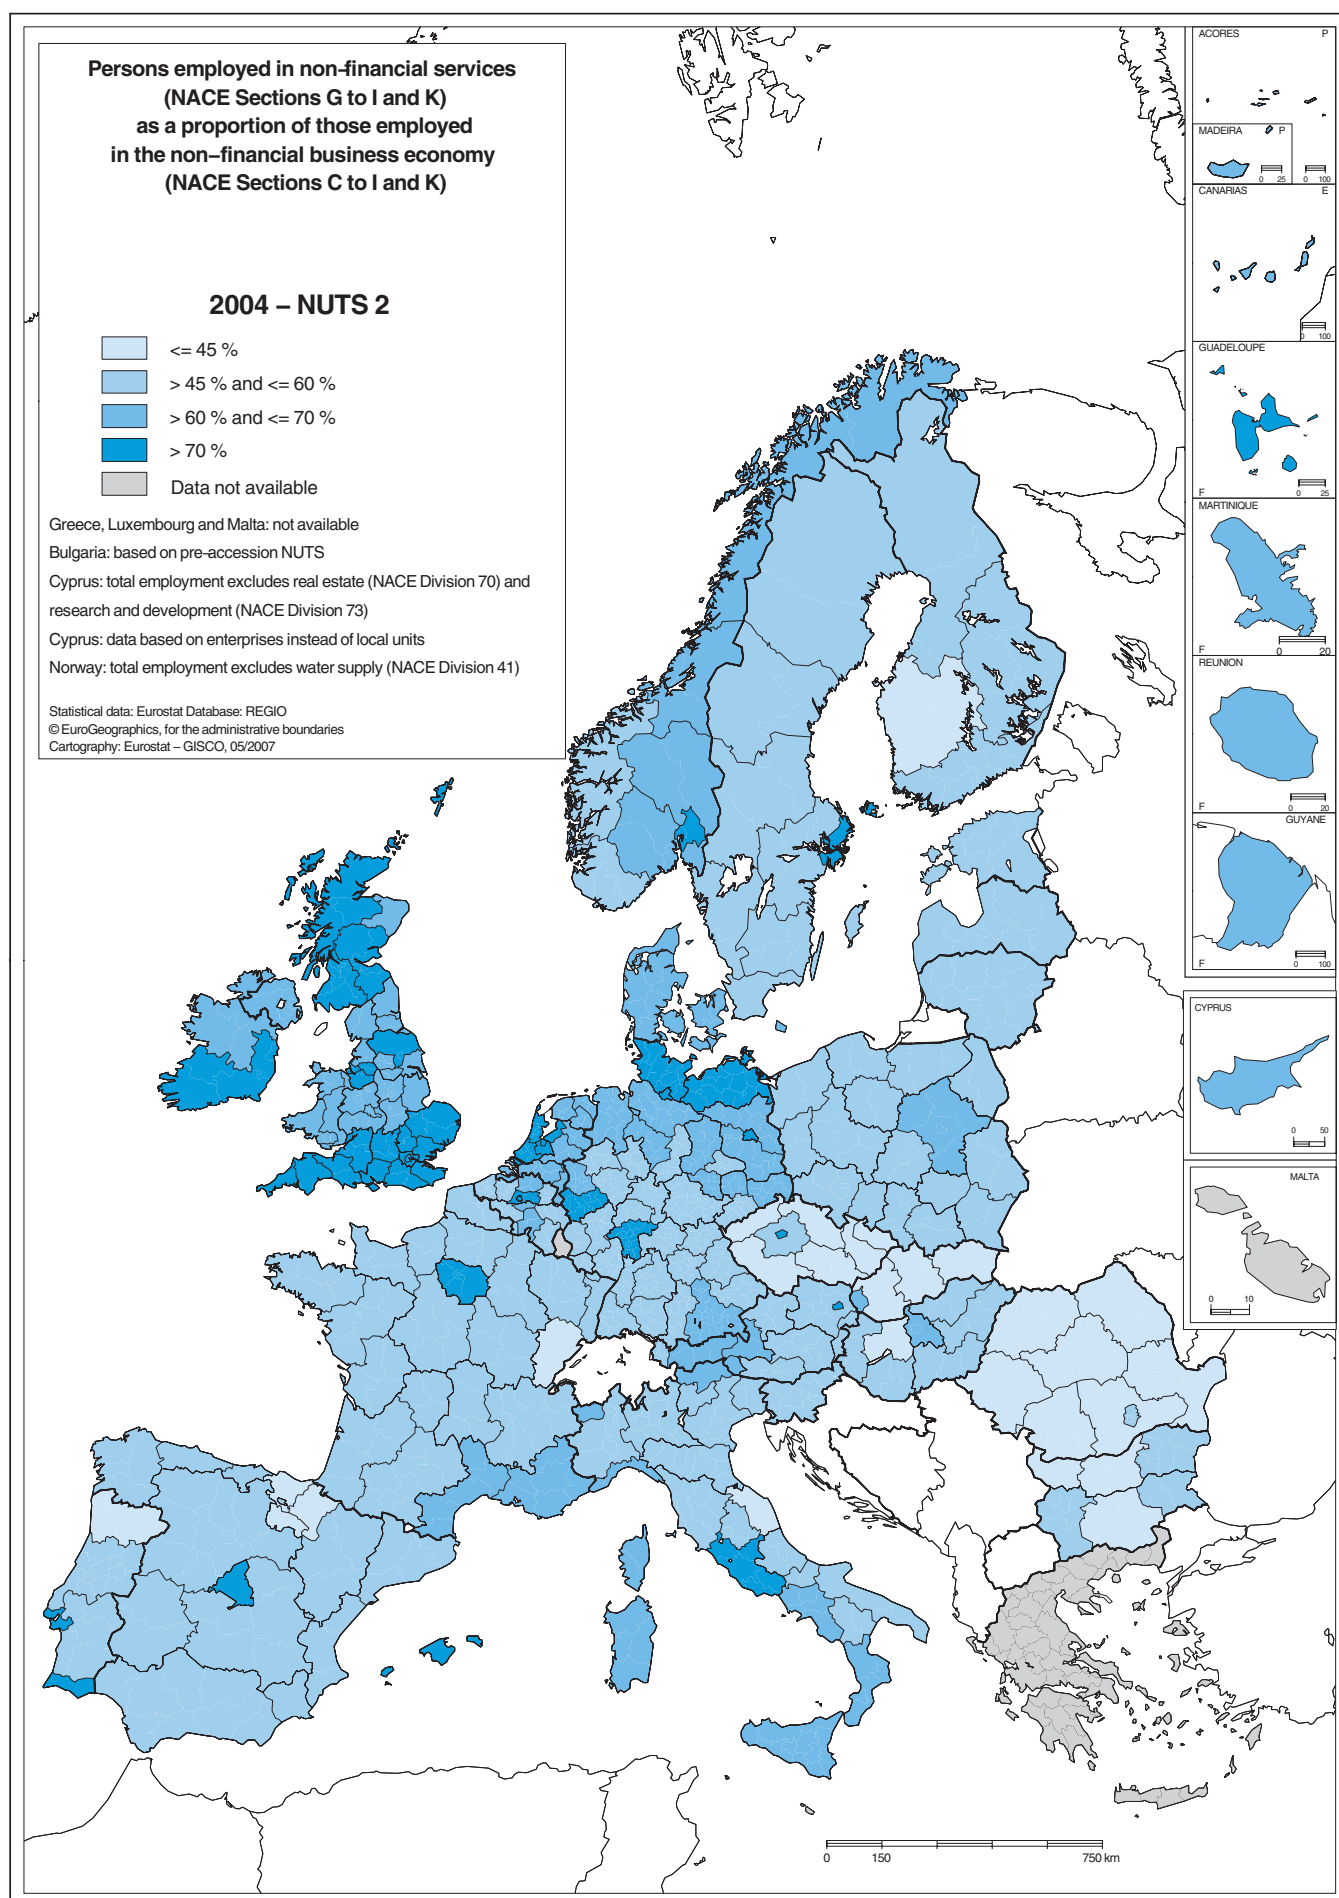 Persons employed in non-financial services
(NACE Sections G to I and K)
as a proportion of those employed
in the non–financial business economy
(NACE Sections C to I and K)
2004 – NUTS 2
<= 45 %
> 45 % and <= 60 %
> 60 % and <= 70 %
> 70 %
Data not available
Greece, Luxembourg and Malta: not available
Bulgaria: based on pre-accession NUTS
Cyprus: total employment excludes real estate (NACE Division 70) and
research and development (NACE Division 73)
Cyprus: data based on enterprises instead of local units
Norway: total employment excludes water supply (NACE Division 41)
Statistical data: Eurostat Database: REGIO
© EuroGeographics, for the administrative boundaries
Cartography: Eurostat – GISCO, 05/2007
ACORES P
MADEIRA P
0 25 0 100
CANARIAS E
0 100
GUADELOUPE
F 0 25
MARTINIQUE
F 0 20
REUNION
F 0 20
GUYANE
F 0 100
CYPRUS
0 50
MALTA
0 10
0 150 750 km